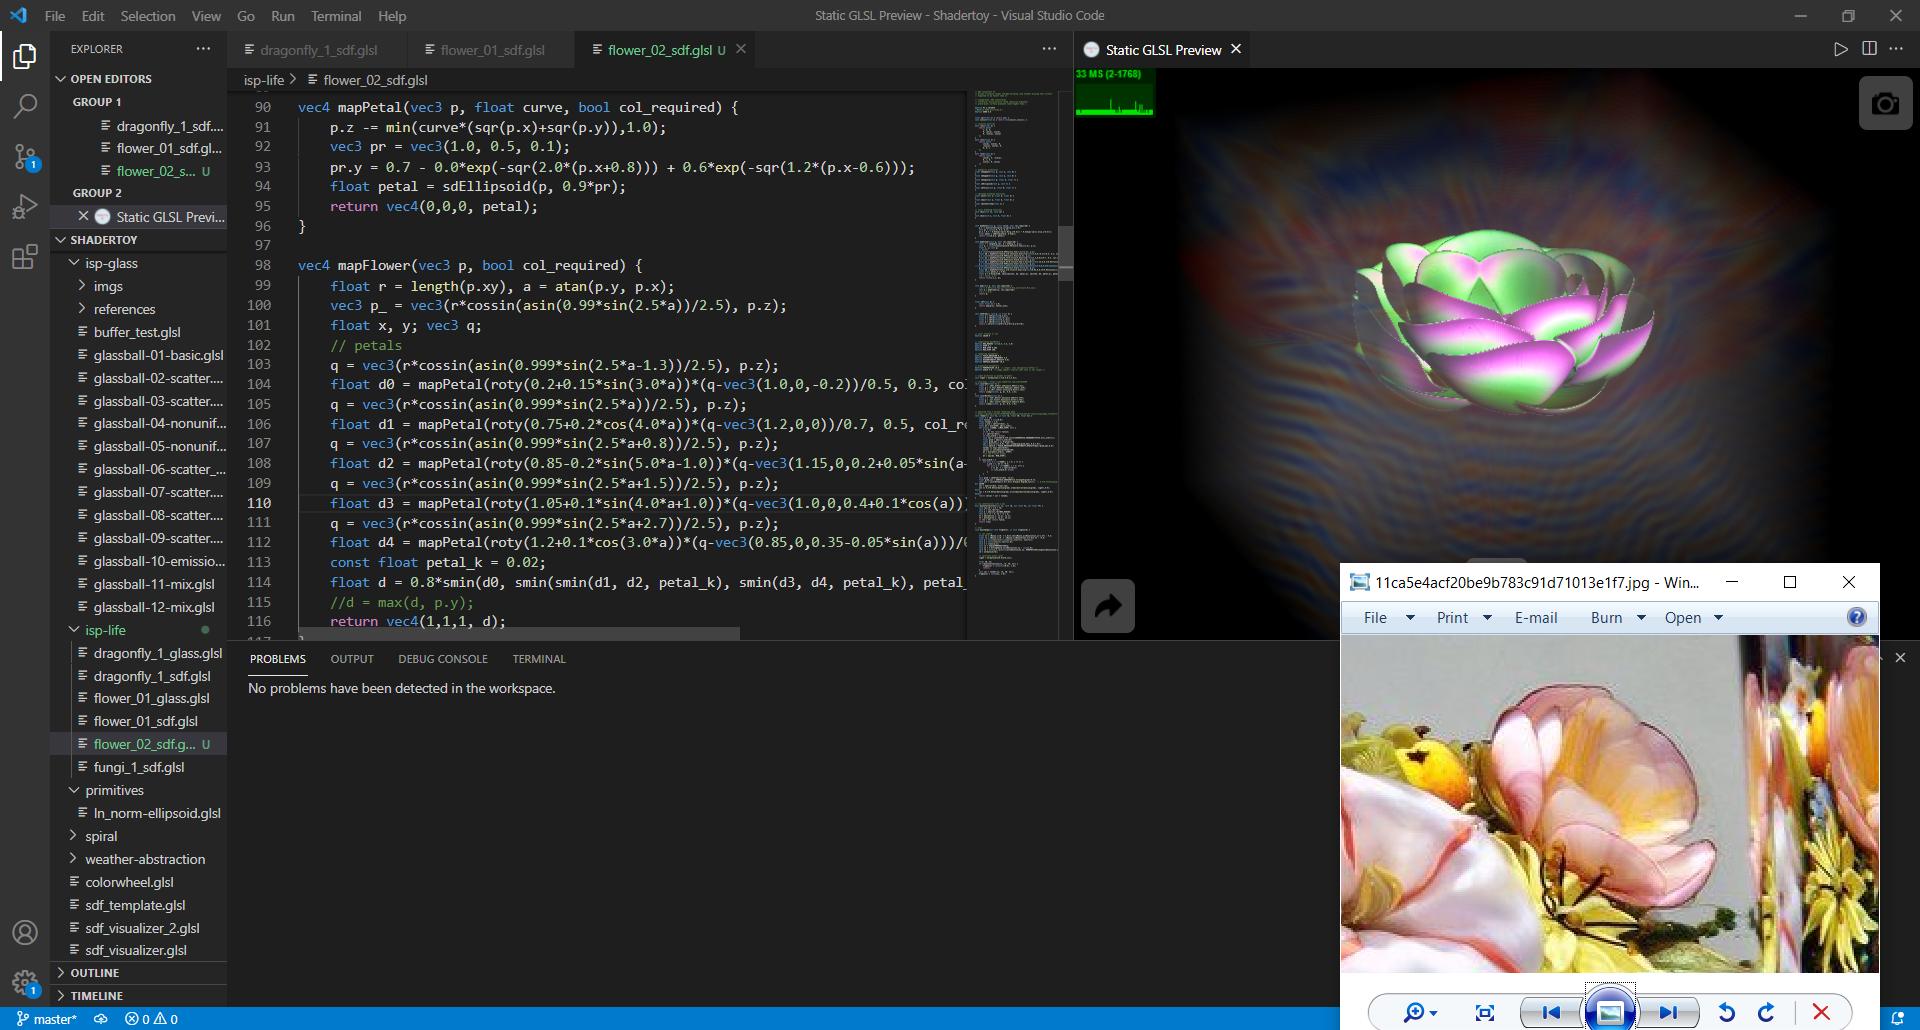 File Edit Selection View Go Run Terminal Help
Static GLSL Preview - Shadertoy - Visual Studio Code
EXPLORER
OPEN EDITORS
GROUP 1
dragonfly_1_sdf....
flower_01_sdf.gl...
flower_02_s... U
GROUP 2
Static GLSL Previ...
SHADERTOY
isp-glass
imgs
references
buffer_test.glsl
glassball-01-basic.glsl
glassball-02-scatter....
glassball-03-scatter....
glassball-04-nonunif...
glassball-05-nonunif...
glassball-06-scatter_...
glassball-07-scatter....
glassball-08-scatter....
glassball-09-scatter....
glassball-10-emissio...
glassball-11-mix.glsl
glassball-12-mix.glsl
isp-life
dragonfly_1_glass.glsl
dragonfly_1_sdf.glsl
flower_01_glass.glsl
flower_01_sdf.glsl
flower_02_sdf.g... U
fungi_1_sdf.glsl
primitives
ln_norm-ellipsoid.glsl
spiral
weather-abstraction
colorwheel.glsl
sdf_template.glsl
sdf_visualizer_2.glsl
sdf_visualizer.glsl
OUTLINE
TIMELINE
1
1
dragonfly_1_sdf.glsl
flower_01_sdf.glsl
flower_02_sdf.glsl U
isp-life > flower_02_sdf.glsl
90 vec4 mapPetal(vec3 p, float curve, bool col_required) {
91 p.z -= min(curve*(sqr(p.x)+sqr(p.y)),1.0);
92 vec3 pr = vec3(1.0, 0.5, 0.1);
93 pr.y = 0.7 - 0.0*exp(-sqr(2.0*(p.x+0.8))) + 0.6*exp(-sqr(1.2*(p.x-0.6)));
94 float petal = sdEllipsoid(p, 0.9*pr);
95 return vec4(0,0,0, petal);
96 }
97
98 vec4 mapFlower(vec3 p, bool col_required) {
99 float r = length(p.xy), a = atan(p.y, p.x);
100 vec3 p_ = vec3(r*cossin(asin(0.99*sin(2.5*a))/2.5), p.z);
101 float x, y; vec3 q;
102 // petals
103 q = vec3(r*cossin(asin(0.999*sin(2.5*a-1.3))/2.5), p.z);
104 float d0 = mapPetal(roty(0.2+0.15*sin(3.0*a))*(q-vec3(1.0,0,-0.2))/0.5, 0.3, co
105 q = vec3(r*cossin(asin(0.999*sin(2.5*a))/2.5), p.z);
106 float d1 = mapPetal(roty(0.75+0.2*cos(4.0*a))*(q-vec3(1.2,0,0))/0.7, 0.5, col_r
107 q = vec3(r*cossin(asin(0.999*sin(2.5*a+0.8))/2.5), p.z);
108 float d2 = mapPetal(roty(0.85-0.2*sin(5.0*a-1.0))*(q-vec3(1.15,0,0.2+0.05*sin(a-
109 q = vec3(r*cossin(asin(0.999*sin(2.5*a+1.5))/2.5), p.z);
110 float d3 = mapPetal(roty(1.05+0.1*sin(4.0*a+1.0))*(q-vec3(1.0,0,0.4+0.1*cos(a))
111 q = vec3(r*cossin(asin(0.999*sin(2.5*a+2.7))/2.5), p.z);
112 float d4 = mapPetal(roty(1.2+0.1*cos(3.0*a))*(q-vec3(0.85,0,0.35-0.05*sin(a)))/
113 const float petal_k = 0.02;
114 float d = 0.8*smin(d0, smin(smin(d1, d2, petal_k), smin(d3, d4, petal_k), petal_
115 //d = max(d, p.y);
116 return vec4(1,1,1, d);
PROBLEMS OUTPUT DEBUG CONSOLE TERMINAL
No problems have been detected in the workspace.
Static GLSL Preview
33 MS (2-1768)
11ca5e4acf20be9b783c91d71013e1f7.jpg - Win...
File Print E-mail Burn Open
master* 0 0